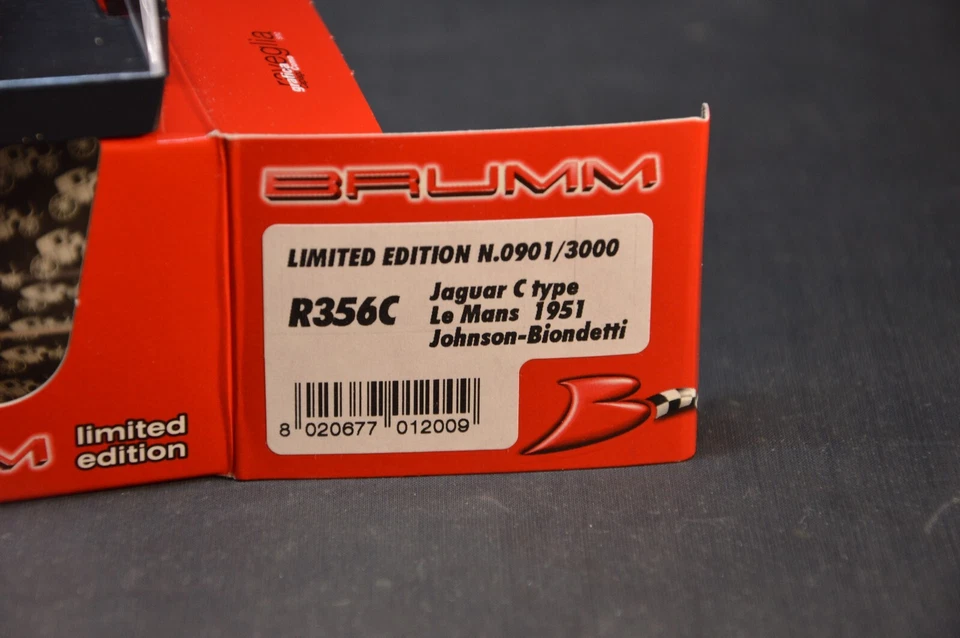 BRUMM
LIMITED EDITION N.0901/3000
R356C
Jaguar C type
Le Mans 1951
Johnson-Biondetti
8 020677 012009
limited
edition